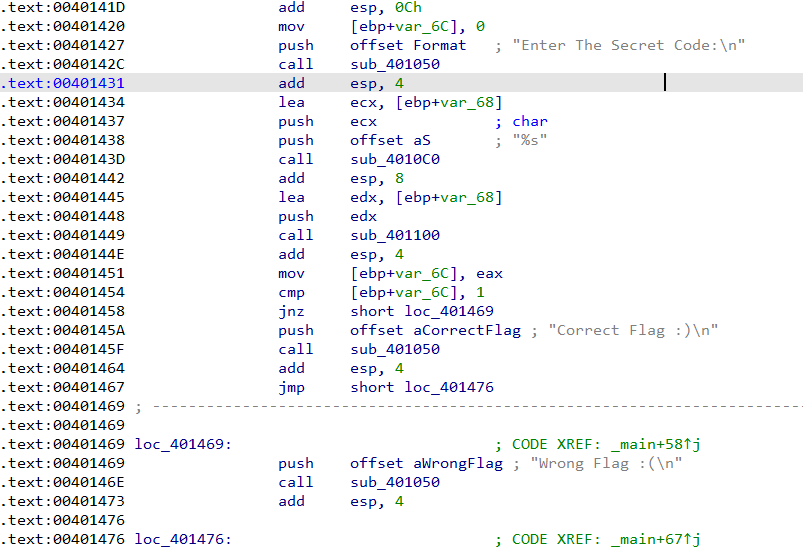 .text:0040141D add esp, 0Ch
.text:00401420 mov [ebp+var_6C], 0
.text:00401427 push offset Format ; "Enter The Secret Code:\n"
.text:0040142C call sub_401050
.text:00401431 add esp, 4
.text:00401434 lea ecx, [ebp+var_68]
.text:00401437 push ecx ; char
.text:00401438 push offset aS ; "%s"
.text:0040143D call sub_4010C0
.text:00401442 add esp, 8
.text:00401445 lea edx, [ebp+var_68]
.text:00401448 push edx
.text:00401449 call sub_401100
.text:0040144E add esp, 4
.text:00401451 mov [ebp+var_6C], eax
.text:00401454 cmp [ebp+var_6C], 1
.text:00401458 jnz short loc_401469
.text:0040145A push offset aCorrectFlag ; "Correct Flag :)\n"
.text:0040145F call sub_401050
.text:00401464 add esp, 4
.text:00401467 jmp short loc_401476
.text:00401469 ; ---------------------------------------------------------------------------
.text:00401469
.text:00401469 loc_401469: ; CODE XREF: _main+58↑j
.text:00401469 push offset aWrongFlag ; "Wrong Flag :(\n"
.text:0040146E call sub_401050
.text:00401473 add esp, 4
.text:00401476
.text:00401476 loc_401476: ; CODE XREF: _main+67↑j